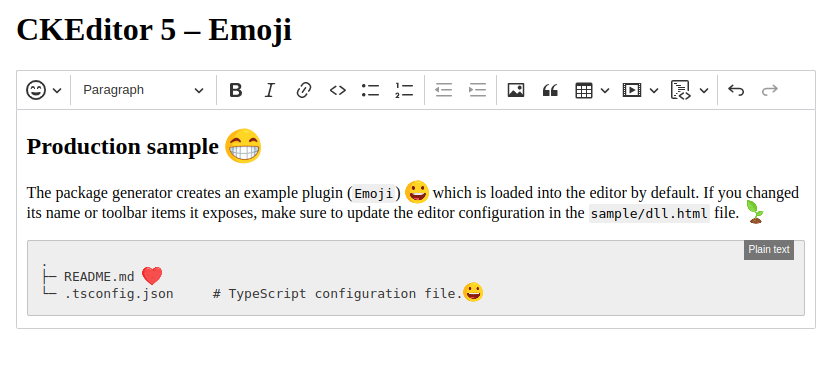 CKEditor 5 – Emoji
Paragraph
Production sample 😁
The package generator creates an example plugin (Emoji) 😀 which is loaded into the editor by default. If you changed
its name or toolbar items it exposes, make sure to update the editor configuration in the sample/dll.html file. 🌱
Plain text
.
├─ README.md ❤️
└─ .tsconfig.json     # TypeScript configuration file.😀